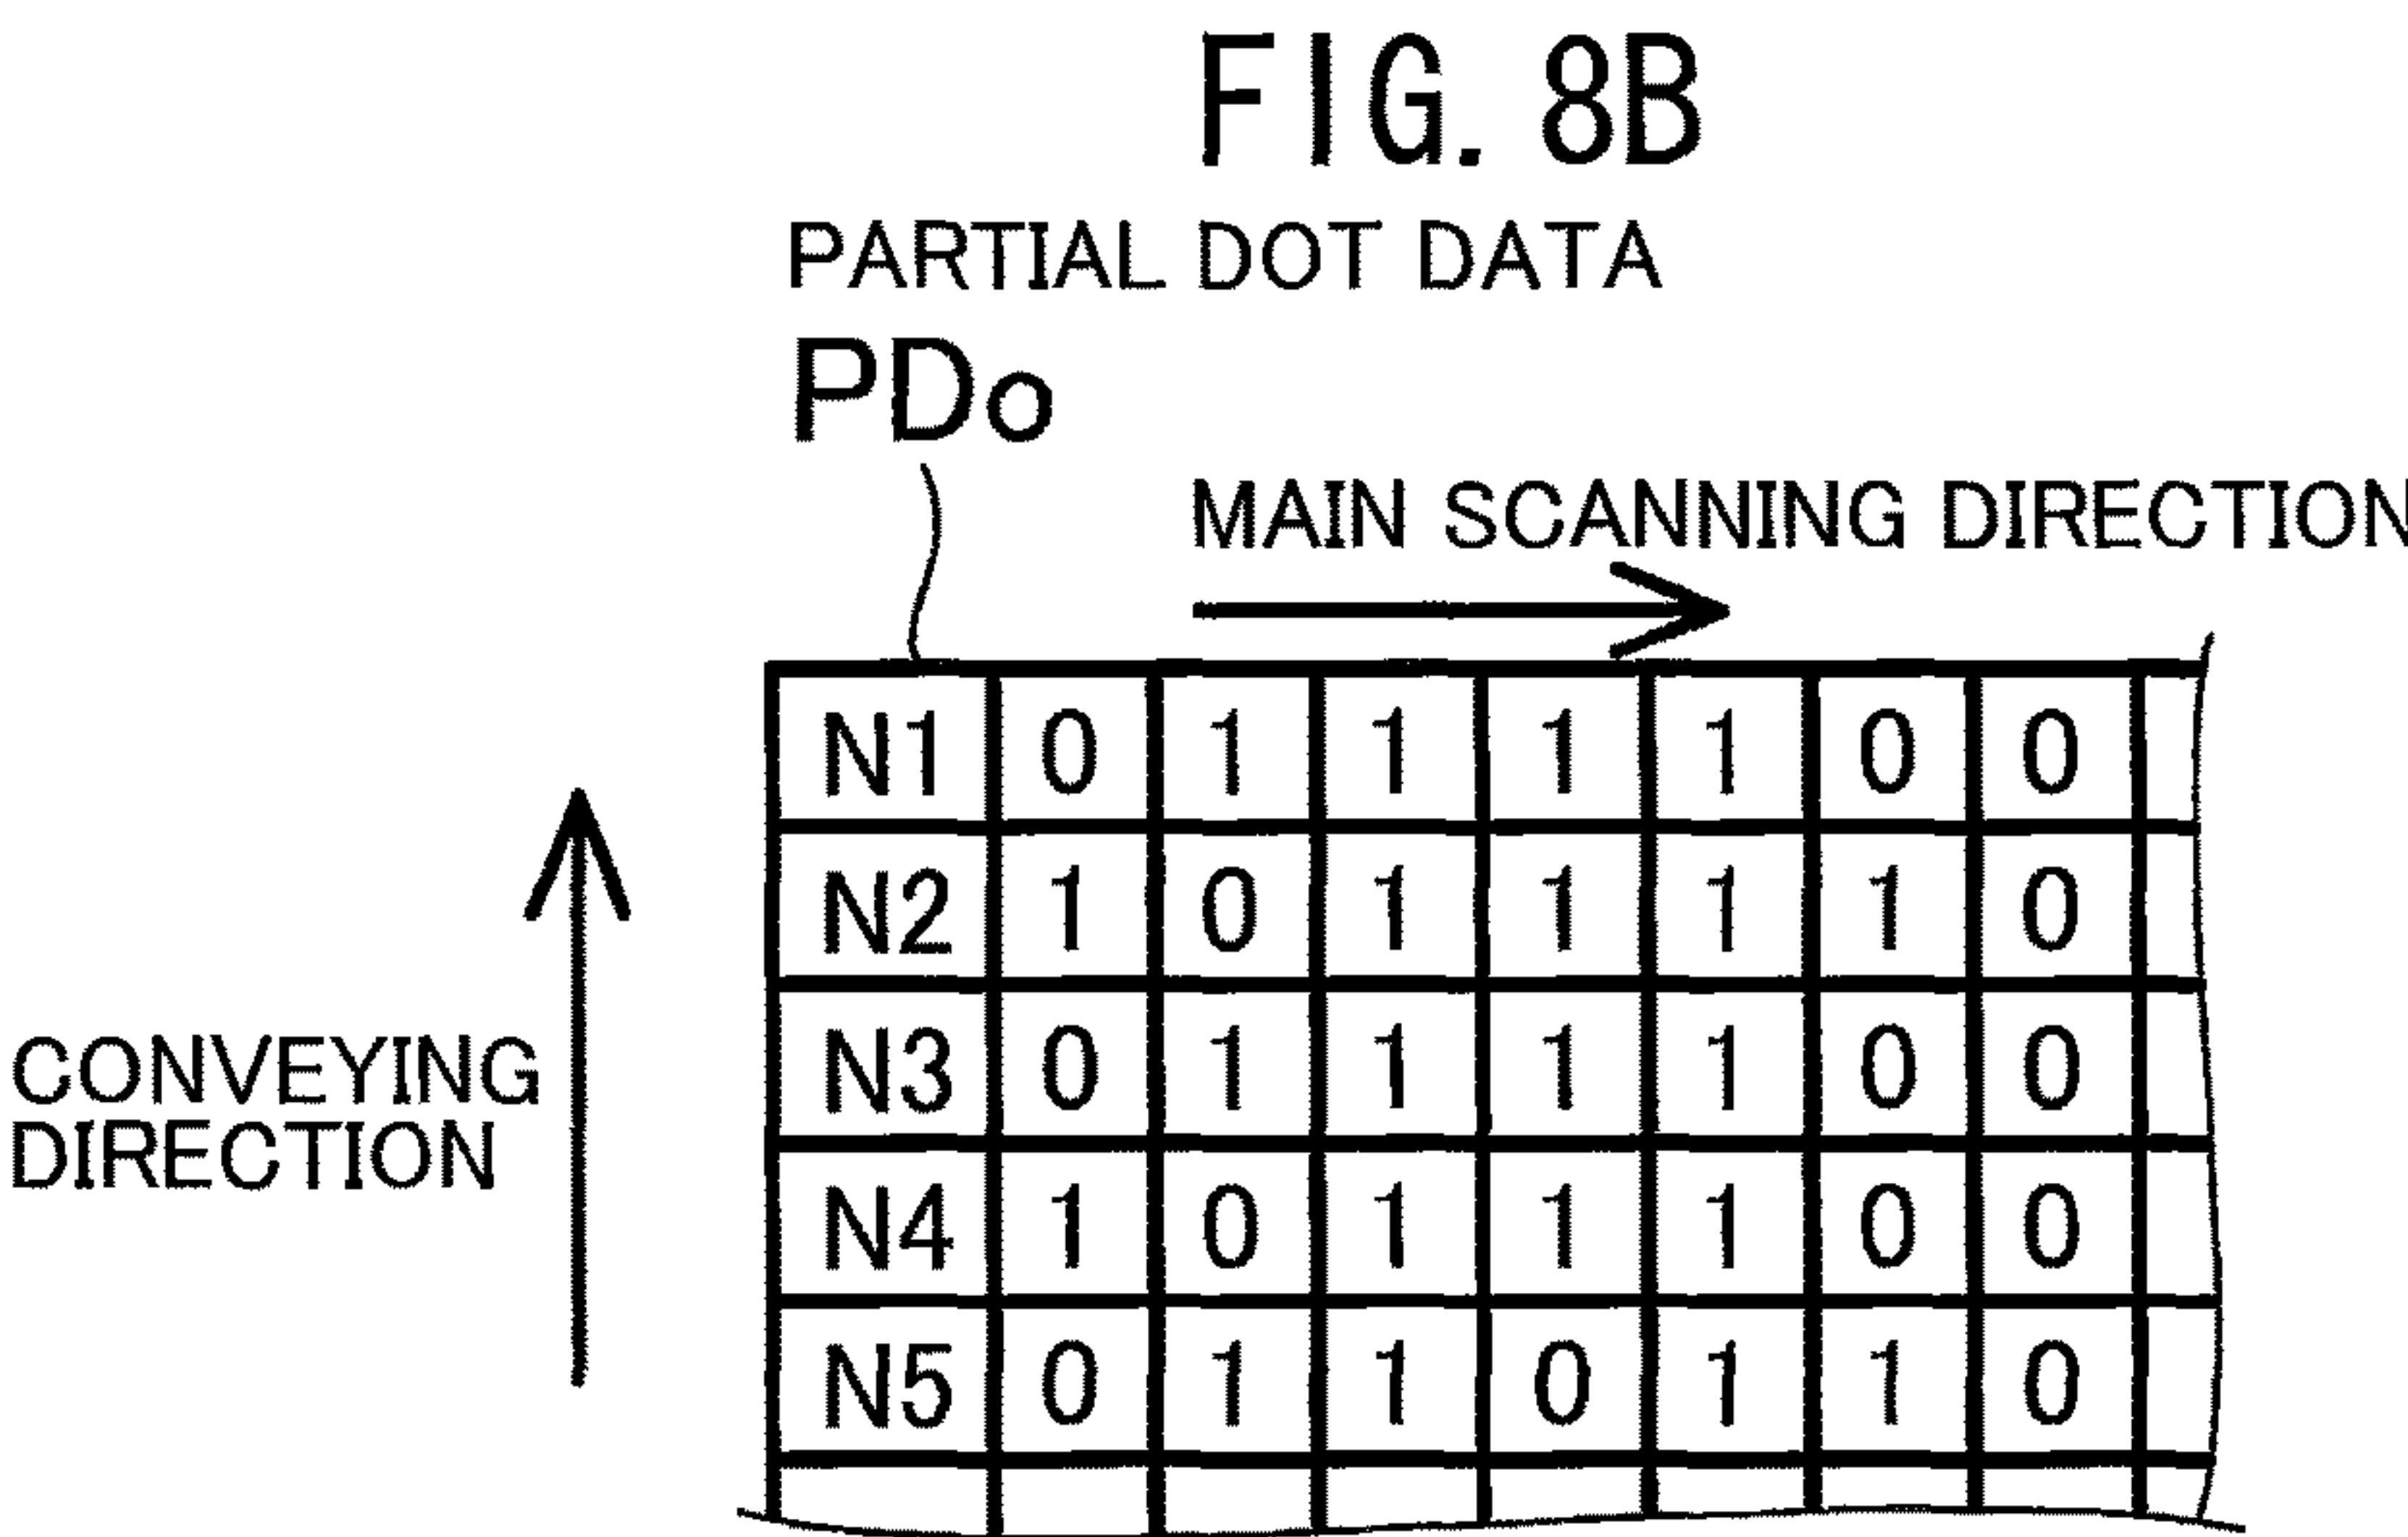 FIG. 8B
PARTIAL DOT DATA
PDo
MAIN SCANNING DIRECTION
N1 0 1 1 1 1 0 0
N2 1 0 1 1 1 1 0
N3 0 1 1 1 1 0 0
N4 1 0 1 1 1 0 0
N5 0 1 1 0 1 1 0
CONVEYING
DIRECTION